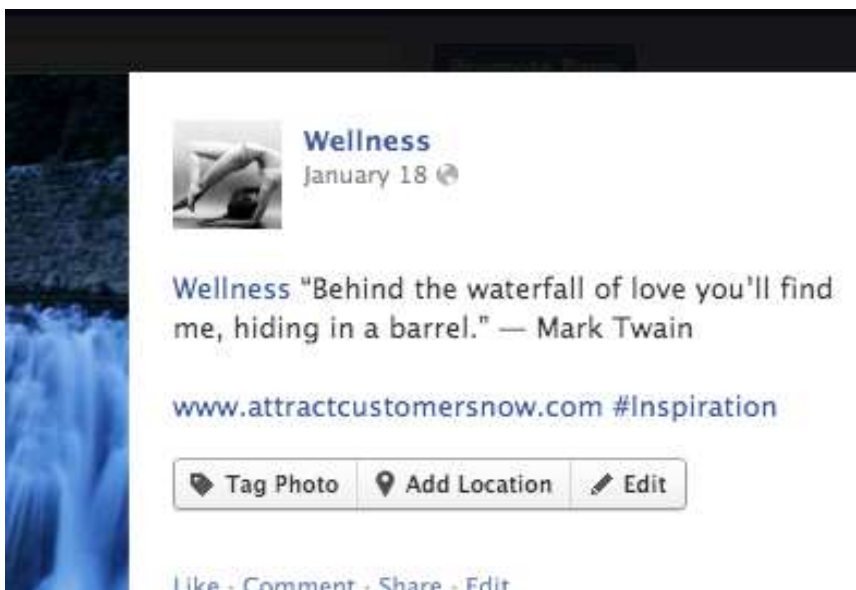 Wellness
January 18
Wellness “Behind the waterfall of love you'll find
me, hiding in a barrel.” — Mark Twain
www.attractcustomersnow.com #Inspiration
Tag Photo Add Location Edit
Like · Comment · Share · Edit